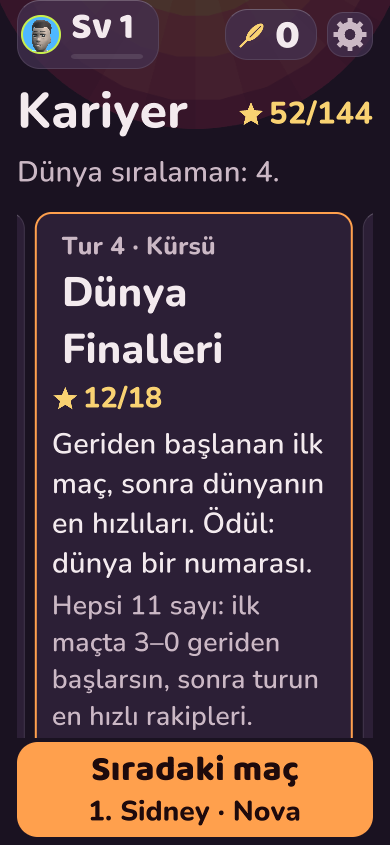 Sv 1
0
Kariyer
52/144
Dünya sıralaman: 4.
Tur 4 · Kürsü
Dünya
Finalleri
12/18
Geriden başlanan ilk
maç, sonra dünyanın
en hızlıları. Ödül:
dünya bir numarası.
Hepsi 11 sayı: ilk
maçta 3–0 geriden
başlarsın, sonra turun
en hızlı rakipleri.
Sıradaki maç
1. Sidney · Nova